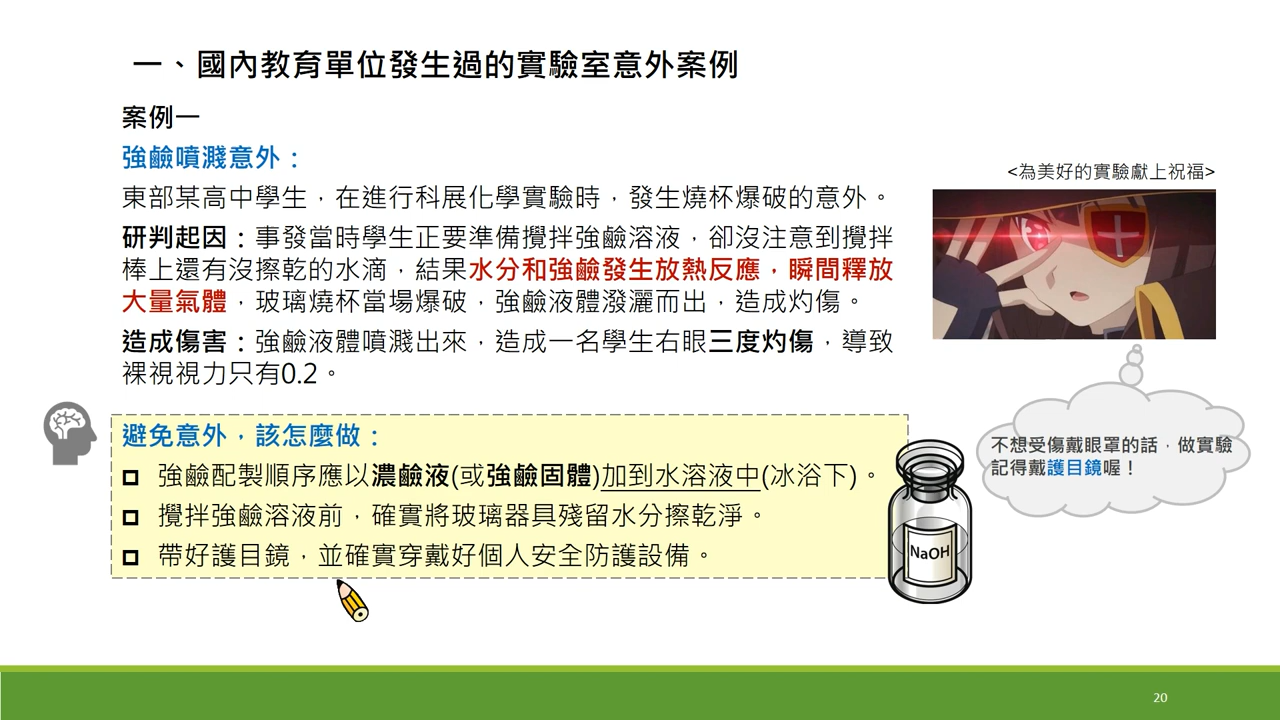 一、國內教育單位發生過的實驗室意外案例
案例一
強鹼噴濺意外：
東部某高中學生，在進行科展化學實驗時，發生燒杯爆破的意外。
研判起因：事發當時學生正要準備攪拌強鹼溶液，卻沒注意到攪拌
棒上還有沒擦乾的水滴，結果水分和強鹼發生放熱反應，瞬間釋放
大量氣體，玻璃燒杯當場爆破，強鹼液體潑灑而出，造成灼傷。
造成傷害：強鹼液體噴濺出來，造成一名學生右眼三度灼傷，導致
裸視視力只有0.2。
<為美好的實驗獻上祝福>
不想受傷戴眼罩的話，做實驗
記得戴護目鏡喔！
避免意外，該怎麼做：
強鹼配製順序應以濃鹼液(或強鹼固體)加到水溶液中(冰浴下)。
攪拌強鹼溶液前，確實將玻璃器具殘留水分擦乾淨。
帶好護目鏡，並確實穿戴好個人安全防護設備。
NaOH
20